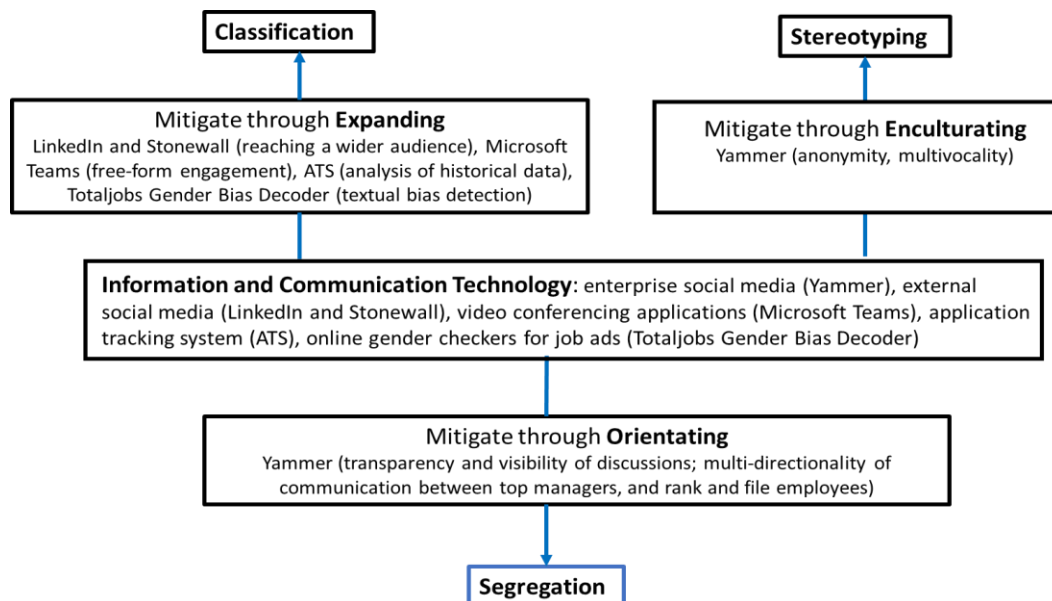 Classification
Stereotyping
Mitigate through Expanding
LinkedIn and Stonewall (reaching a wider audience), Microsoft
Teams (free-form engagement), ATS (analysis of historical data),
Totaljobs Gender Bias Decoder (textual bias detection)
Mitigate through Enculturating
Yammer (anonymity, multivocality)
Information and Communication Technology: enterprise social media (Yammer), external
social media (LinkedIn and Stonewall), video conferencing applications (Microsoft Teams), application
tracking system (ATS), online gender checkers for job ads (Totaljobs Gender Bias Decoder)
Mitigate through Orientating
Yammer (transparency and visibility of discussions; multi-directionality of
communication between top managers, and rank and file employees)
Segregation